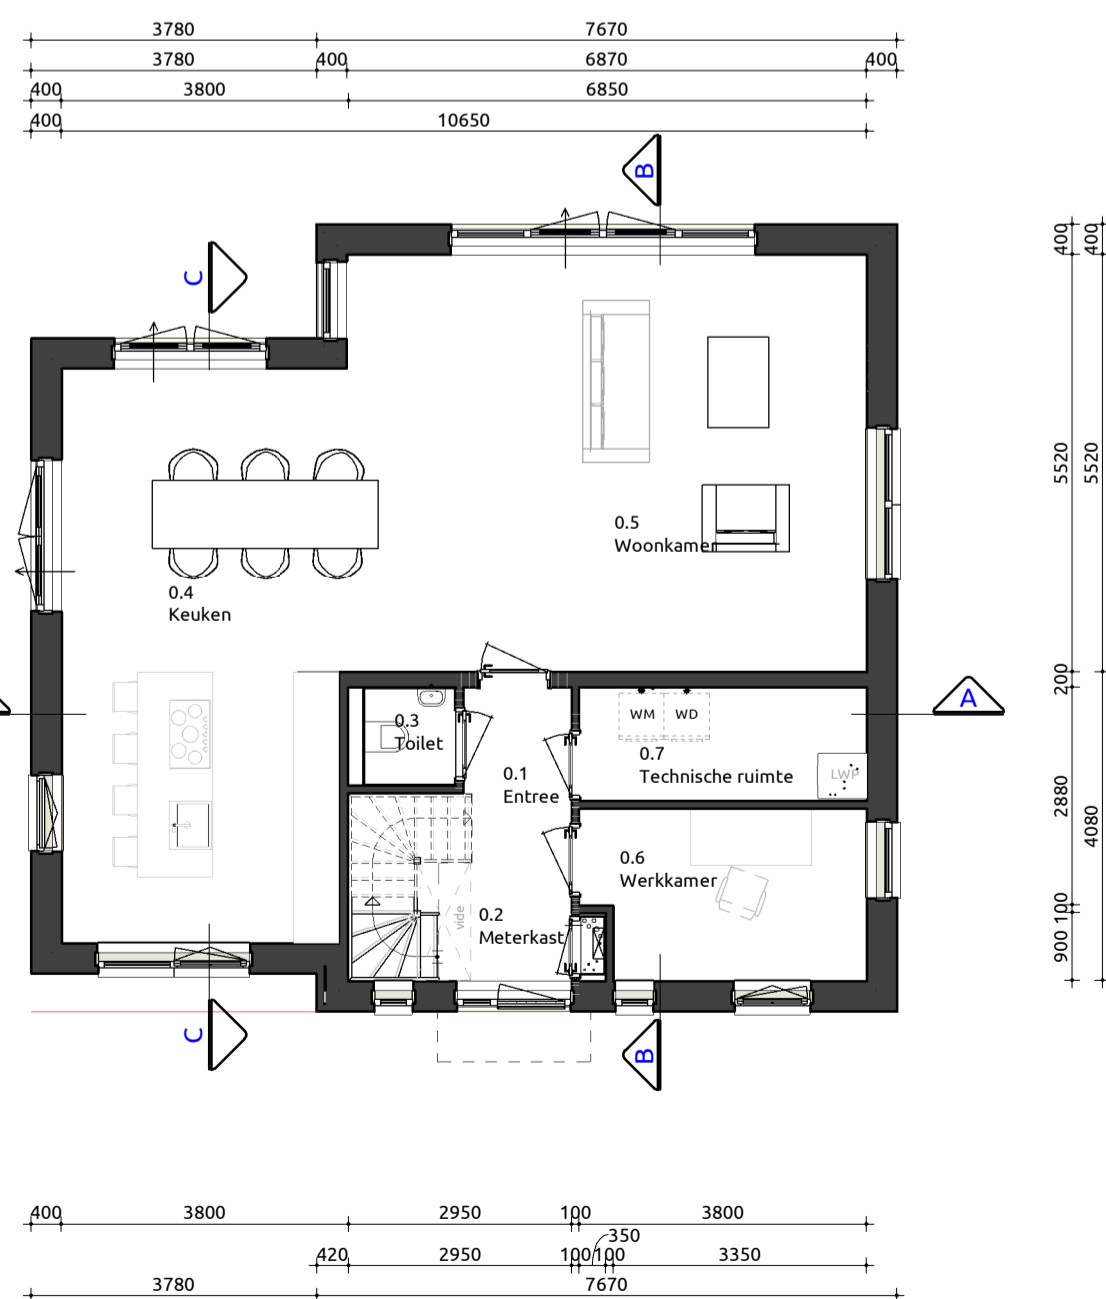 3780 7670
3780 400 6870 400
400 3800 6850
400 10650
B
C
400 400
5520 5520
0.5
Woonkamer
0.4
Keuken
200
A
WM WD
0.3
Toilet
0.7
Technische ruimte
LWP
0.1
Entree
2880
4080
0.6
Werkkamer
vide
0.2
Meterkast
100
900
C
B
400 3800 2950 100 3800
350
420 2950 100 100 3350
3780 7670